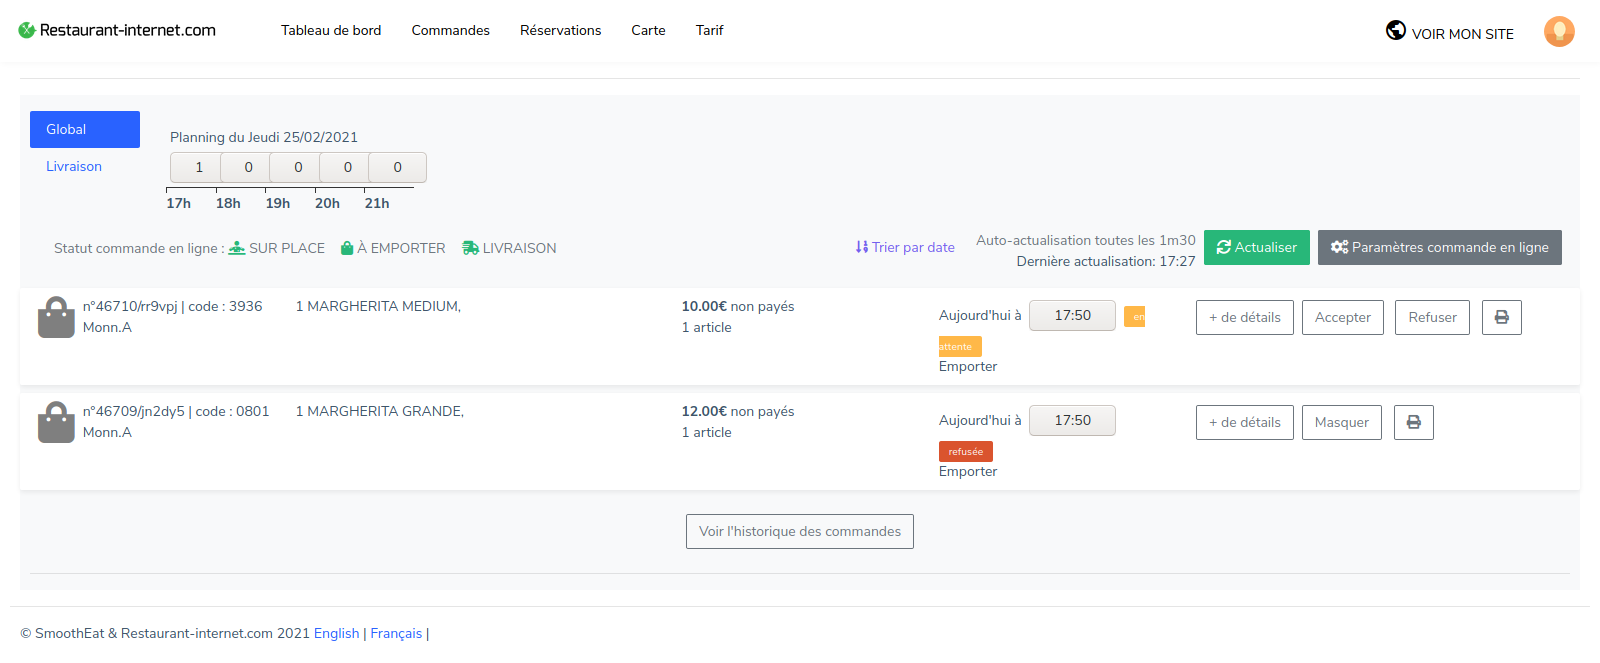 Restaurant-internet.com Tableau de bord Commandes Réservations Carte Tarif VOIR MON SITE
Global
Livraison
Planning du Jeudi 25/02/2021
1 0 0 0 0
17h 18h 19h 20h 21h
Statut commande en ligne : SUR PLACE À EMPORTER LIVRAISON
Trier par date
Auto-actualisation toutes les 1m30
Dernière actualisation: 17:27
Actualiser
Paramètres commande en ligne
n°46710/rr9vpj | code : 3936
Monn.A
1 MARGHERITA MEDIUM,
10.00€ non payés
1 article
Aujourd'hui à 17:50 en
attente
Emporter
+ de détails Accepter Refuser
n°46709/jn2dy5 | code : 0801
Monn.A
1 MARGHERITA GRANDE,
12.00€ non payés
1 article
Aujourd'hui à 17:50
refusée
Emporter
+ de détails Masquer
Voir l'historique des commandes
© SmoothEat & Restaurant-internet.com 2021 English | Français |